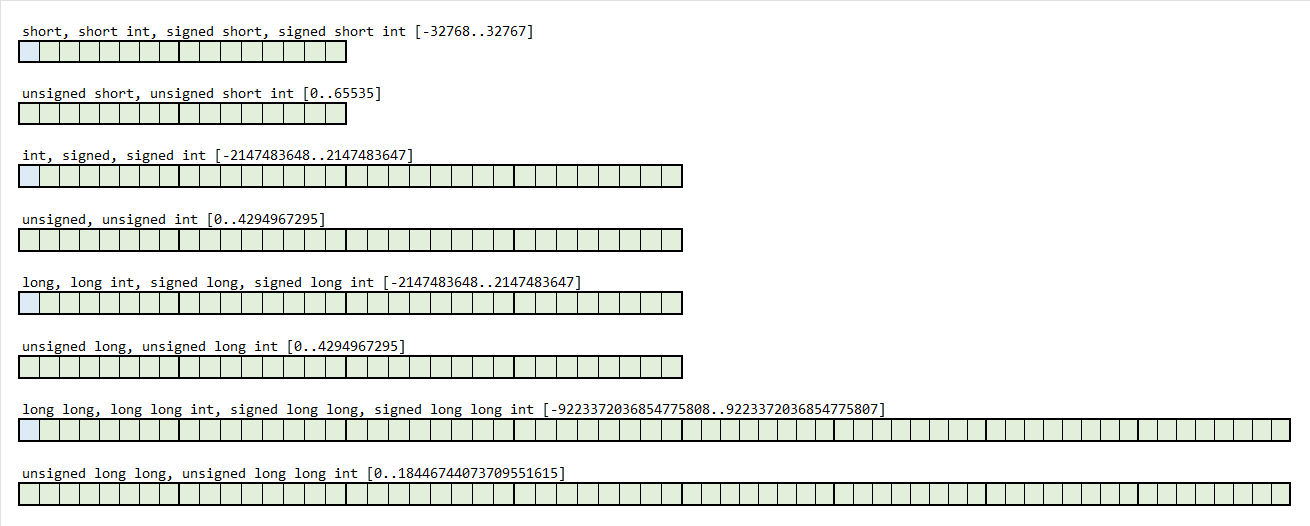 short, short int, signed short, signed short int [-32768..32767]
unsigned short, unsigned short int [0..65535]
int, signed, signed int [-2147483648..2147483647]
unsigned, unsigned int [0..4294967295]
long, long int, signed long, signed long int [-2147483648..2147483647]
unsigned long, unsigned long int [0..4294967295]
long long, long long int, signed long long, signed long long int [-9223372036854775808..9223372036854775807]
unsigned long long, unsigned long long int [0..18446744073709551615]